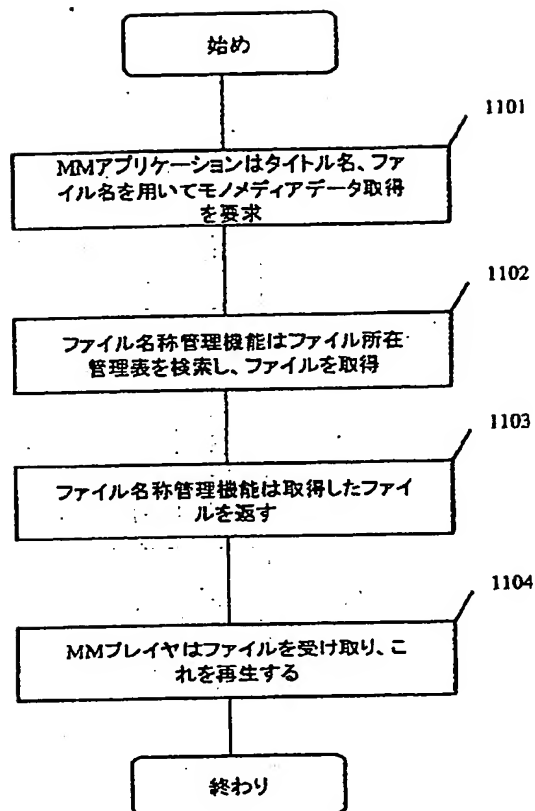 始め
1101
MMアプリケーションはタイトル名、ファ
イル名を用いてモノメディアデータ取得
を要求
1102
ファイル名称管理機能はファイル所在
管理表を検索し、ファイルを取得
1103
ファイル名称管理機能は取得したファイ
ルを返す
1104
MMプレイヤはファイルを受け取り、こ
れを再生する
終わり